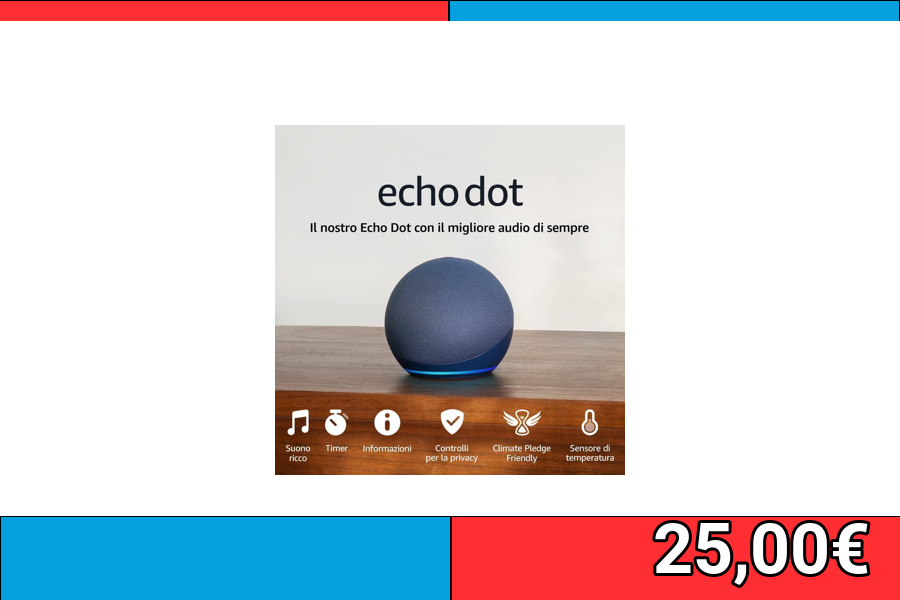 echo dot
Il nostro Echo Dot con il migliore audio di sempre
Suono
ricco
Timer
Informazioni
Controlli
per la privacy
Climate Pledge
Friendly
Sensore di
temperatura
25,00€